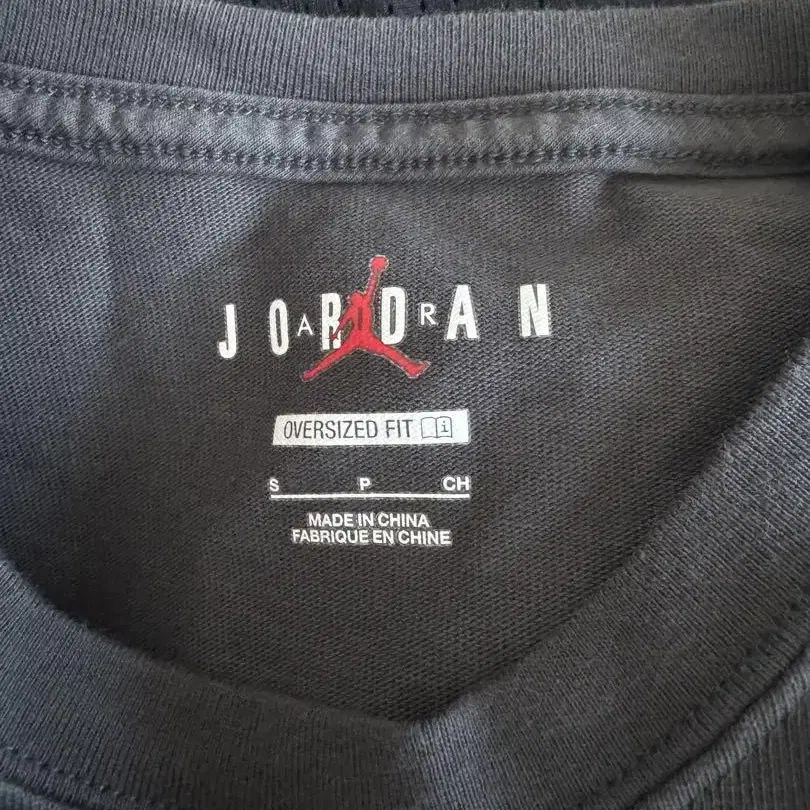 JORDAN
AIR
OVERSIZED FIT
S P CH
MADE IN CHINA
FABRIQUE EN CHINE